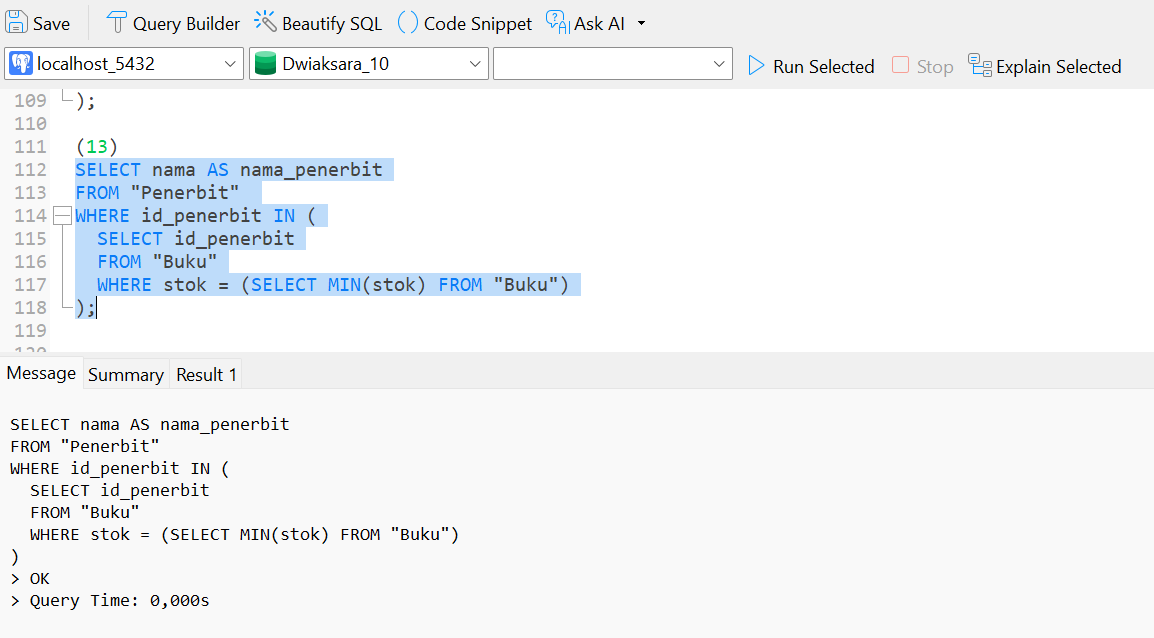 Save Query Builder Beautify SQL () Code Snippet Ask AI
localhost_5432 Dwiaksara_10 Run Selected Stop Explain Selected
109 );
110
111 (13)
112 SELECT nama AS nama_penerbit
113 FROM "Penerbit"
114 WHERE id_penerbit IN (
115 SELECT id_penerbit
116 FROM "Buku"
117 WHERE stok = (SELECT MIN(stok) FROM "Buku")
118 );
119
Message Summary Result 1
SELECT nama AS nama_penerbit
FROM "Penerbit"
WHERE id_penerbit IN (
SELECT id_penerbit
FROM "Buku"
WHERE stok = (SELECT MIN(stok) FROM "Buku")
)
> OK
> Query Time: 0,000s